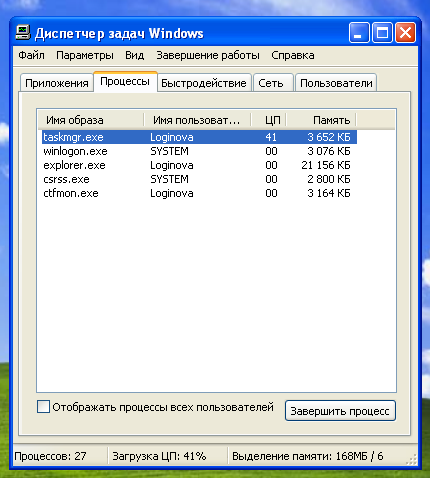 Диспетчер задач Windows
Файл Параметры Вид Завершение работы Справка
Приложения Процессы Быстродействие Сеть Пользователи
Имя образа Имя пользоват... ЦП Память
taskmgr.exe Loginova 41 3 652 КБ
winlogon.exe SYSTEM 00 3 076 КБ
explorer.exe Loginova 00 21 156 КБ
csrss.exe SYSTEM 00 2 800 КБ
ctfmon.exe Loginova 00 3 164 КБ
Отображать процессы всех пользователей Завершить процесс
Процессов: 27 Загрузка ЦП: 41% Выделение памяти: 168МБ / 6